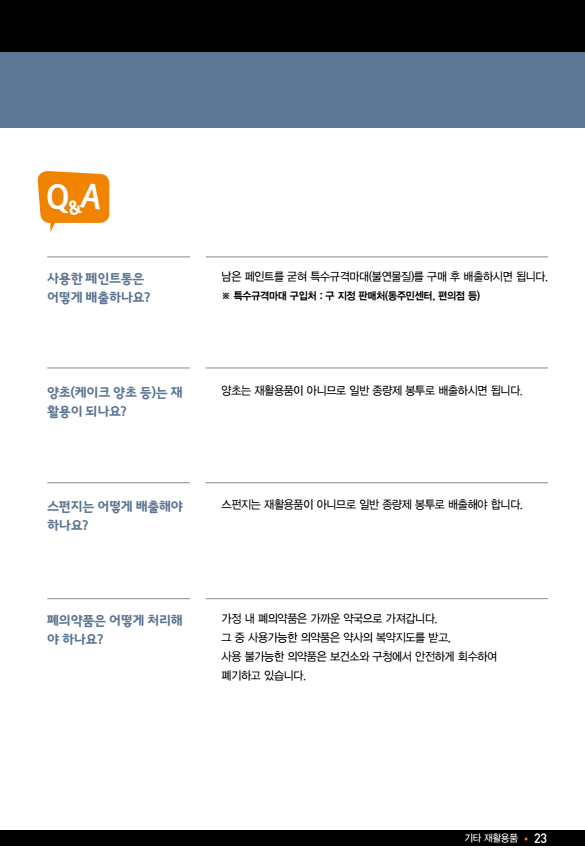 Q&A
사용한 페인트통은
어떻게 배출하나요?
남은 페인트를 굳혀 특수규격마대(불연물질)를 구매 후 배출하시면 됩니다.
※ 특수규격마대 구입처 : 구 지정 판매처(동주민센터, 편의점 등)
양초(케이크 양초 등)는 재
활용이 되나요?
양초는 재활용품이 아니므로 일반 종량제 봉투로 배출하시면 됩니다.
스펀지는 어떻게 배출해야
하나요?
스펀지는 재활용품이 아니므로 일반 종량제 봉투로 배출해야 합니다.
폐의약품은 어떻게 처리해
야 하나요?
가정 내 폐의약품은 가까운 약국으로 가져갑니다.
그 중 사용가능한 의약품은 약사의 복약지도를 받고,
사용 불가능한 의약품은 보건소와 구청에서 안전하게 회수하여
폐기하고 있습니다.
기타 재활용품 • 23